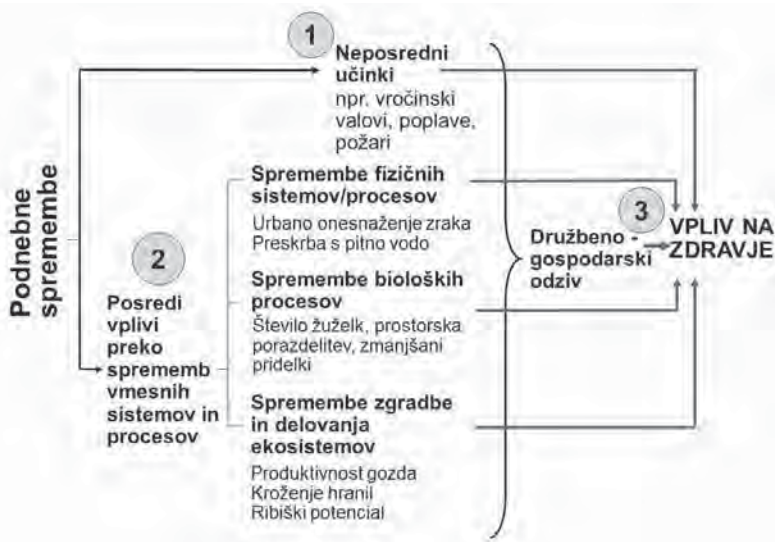 1
Neposredni
učinki
npr. vročinski
valovi, poplave,
požari
Podnebne
spremembe
2
Posredi
vplivi
preko
sprememb
vmesnih
sistemov in
procesov
Spremembe fizičnih
sistemov/procesov
Urbano onesnaženje zraka
Preskrba s pitno vodo
Spremembe bioloških
procesov
Število žuželk, prostorska
porazdelitev, zmanjšani
pridelki
Spremembe zgradbe
in delovanja
ekosistemov
Produktivnost gozda
Kroženje hranil
Ribiški potencial
Družbeno -
gospodarski
odziv
3
VPLIV NA
ZDRAVJE